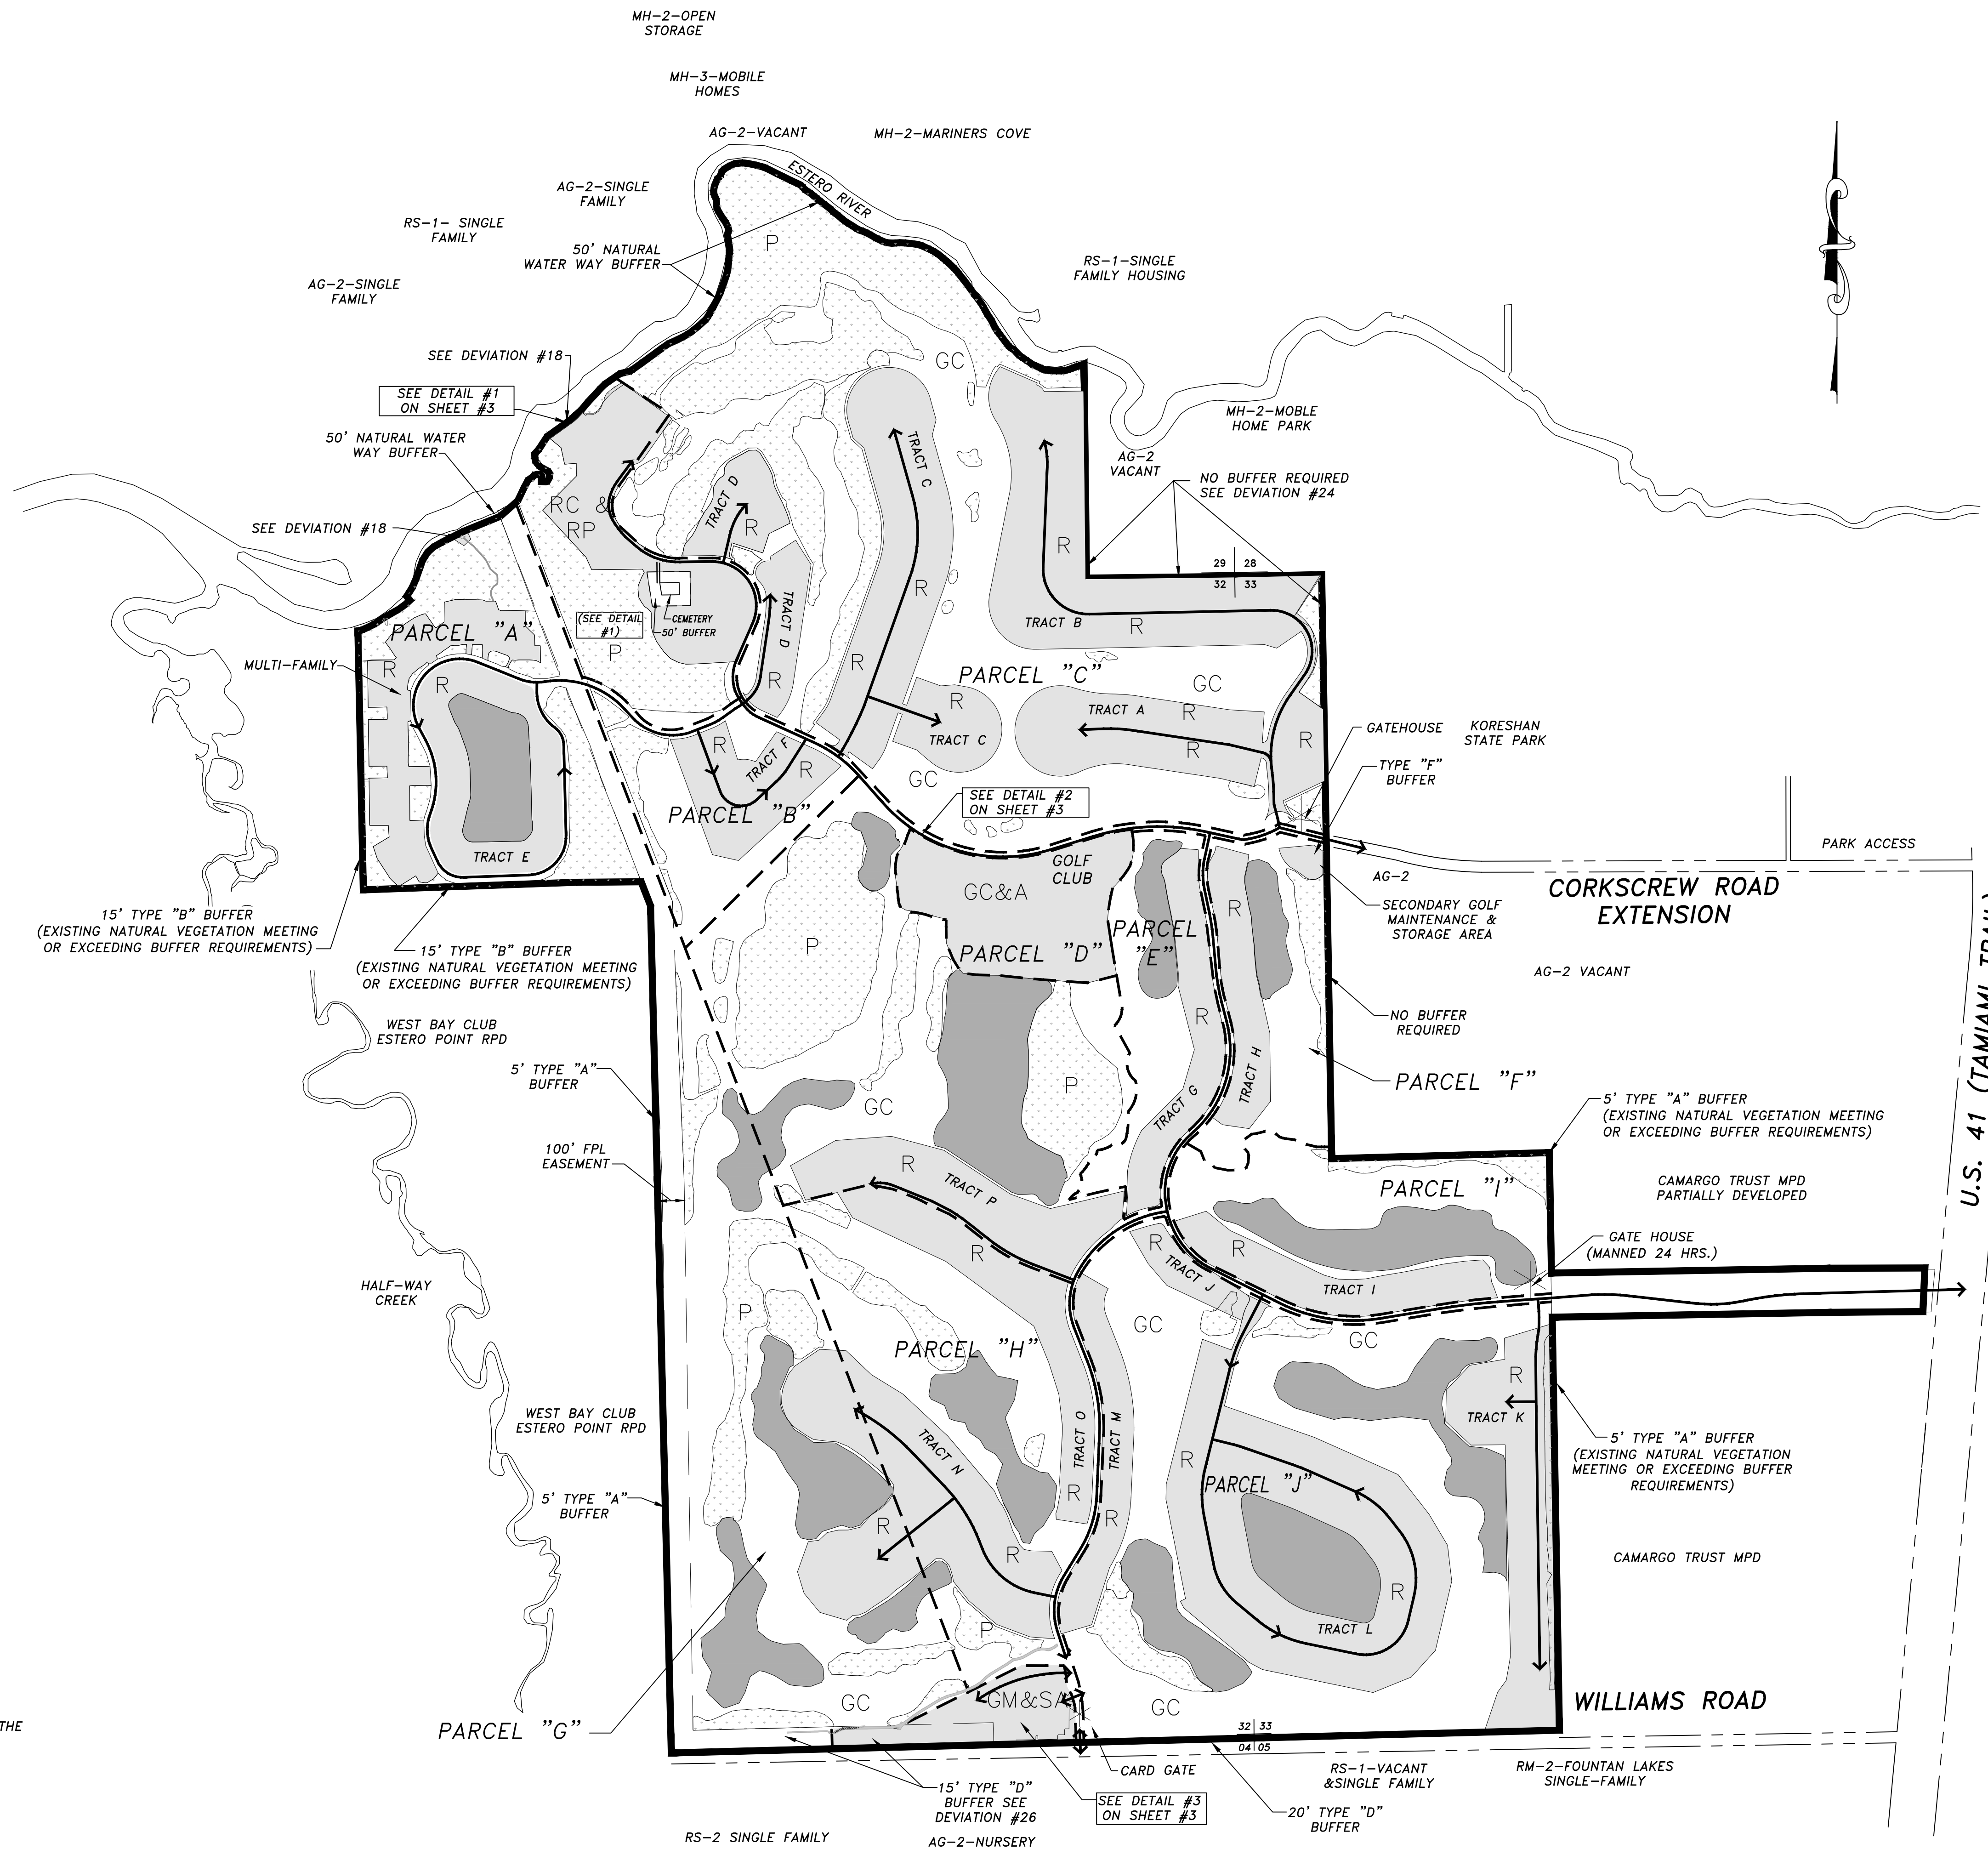 MH-2-OPEN
STORAGE
MH-3-MOBILE
HOMES
AG-2-VACANT
MH-2-MARINERS COVE
ESTERO RIVER
AG-2-SINGLE
FAMILY
RS-1- SINGLE
FAMILY
50' NATURAL
WATER WAY BUFFER
P
RS-1-SINGLE
FAMILY HOUSING
AG-2-SINGLE
FAMILY
SEE DEVIATION #18
GC
SEE DETAIL #1
ON SHEET #3
50' NATURAL WATER
WAY BUFFER
MH-2-MOBLE
HOME PARK
AG-2
VACANT
NO BUFFER REQUIRED
SEE DEVIATION #24
TRACT C
TRACT D
R
RC &
RP
SEE DEVIATION #18
R
29 28
32 33
R
CEMETERY
50' BUFFER
(SEE DETAIL
#1)
P
TRACT D
R
R
TRACT B
R
PARCEL "A"
MULTI-FAMILY
R
R
PARCEL "C"
GC
R
TRACT C
TRACT A
R
R
R
GATEHOUSE
KORESHAN
STATE PARK
TYPE "F"
BUFFER
R
TRACT F
R
PARCEL "B"
GC
SEE DETAIL #2
ON SHEET #3
TRACT E
GOLF
CLUB
GC&A
PARK ACCESS
AG-2
CORKSCREW ROAD
EXTENSION
SECONDARY GOLF
MAINTENANCE &
STORAGE AREA
15' TYPE "B" BUFFER
(EXISTING NATURAL VEGETATION MEETING
OR EXCEEDING BUFFER REQUIREMENTS)
15' TYPE "B" BUFFER
(EXISTING NATURAL VEGETATION MEETING
OR EXCEEDING BUFFER REQUIREMENTS)
P
PARCEL "D"
PARCEL
"E"
R
R
AG-2 VACANT
NO BUFFER
REQUIRED
U.S. 41 (TAMIAMI TRAIL)
WEST BAY CLUB
ESTERO POINT RPD
5' TYPE "A"
BUFFER
GC
P
TRACT G
TRACT H
PARCEL "F"
5' TYPE "A" BUFFER
(EXISTING NATURAL VEGETATION MEETING
OR EXCEEDING BUFFER REQUIREMENTS)
100' FPL
EASEMENT
R
TRACT P
R
PARCEL "I"
CAMARGO TRUST MPD
PARTIALLY DEVELOPED
GATE HOUSE
(MANNED 24 HRS.)
R
TRACT J
R
TRACT I
HALF-WAY
CREEK
P
GC
GC
PARCEL "H"
R
TRACT K
WEST BAY CLUB
ESTERO POINT RPD
TRACT N
TRACT O
TRACT M
R
PARCEL "J"
5' TYPE "A" BUFFER
(EXISTING NATURAL VEGETATION
MEETING OR EXCEEDING BUFFER
REQUIREMENTS)
5' TYPE "A"
BUFFER
R
R
R
R
R
CAMARGO TRUST MPD
TRACT L
P
GC
GM&SA
GC
WILLIAMS ROAD
THE
PARCEL "G"
32 33
04 05
CARD GATE
RS-1-VACANT
&SINGLE FAMILY
RM-2-FOUNTAN LAKES
SINGLE-FAMILY
15' TYPE "D"
BUFFER SEE
DEVIATION #26
SEE DETAIL #3
ON SHEET #3
20' TYPE "D"
BUFFER
RS-2 SINGLE FAMILY
AG-2-NURSERY